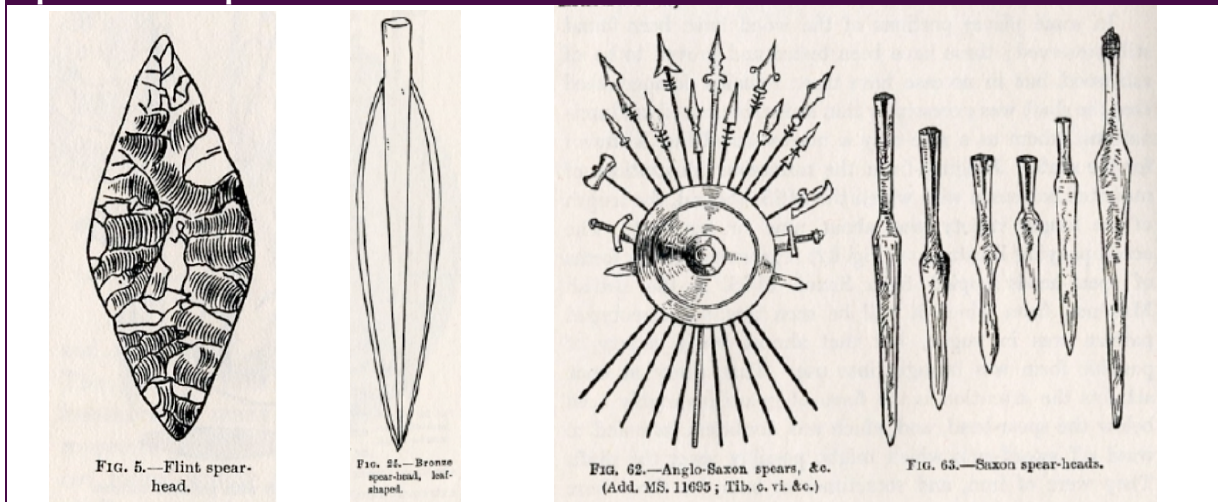 FIG. 5.—Flint spear-
head.
FIG. 24.—Bronze
spear-head, leaf-
shaped.
FIG. 62.—Anglo-Saxon spears, &c.
(Add. MS. 11695 ; Tib. c. vi. &c.)
FIG. 63.—Saxon spear-heads.